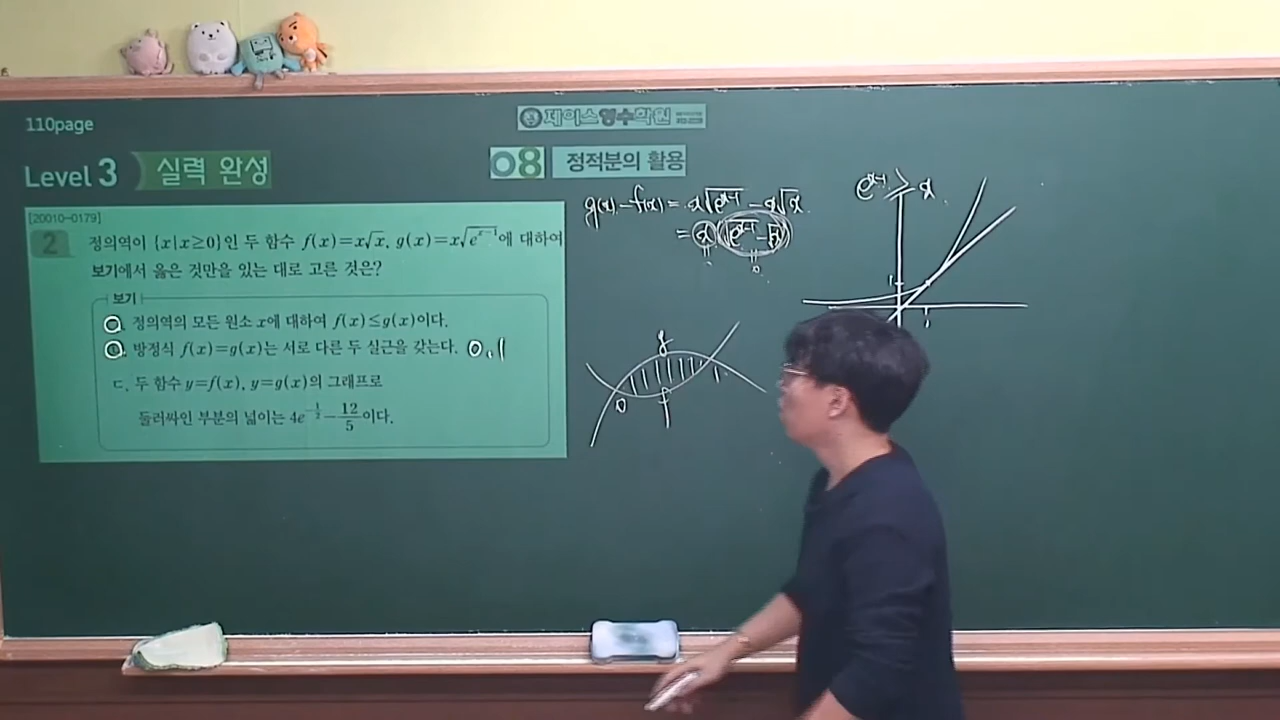 110page
제이스영수학원
Level 3 실력 완성
08 정적분의 활용
[20010-0179]
2 정의역이 {x|x≥0}인 두 함수 f(x)=x√x, g(x)=x√(e^(x-1))에 대하여
보기에서 옳은 것만을 있는 대로 고른 것은?
보기
ㄱ. 정의역의 모든 원소 x에 대하여 f(x)≤g(x)이다.
ㄴ. 방정식 f(x)=g(x)는 서로 다른 두 실근을 갖는다. 0, 1
ㄷ. 두 함수 y=f(x), y=g(x)의 그래프로
둘러싸인 부분의 넓이는 4e^(-1/2)-12/5이다.
g(x)-f(x)=x√(e^(x-1))-x√x
=x(√(e^(x-1))-√x)
0
e^(x-1)≥x
1
1
g
0
f
1